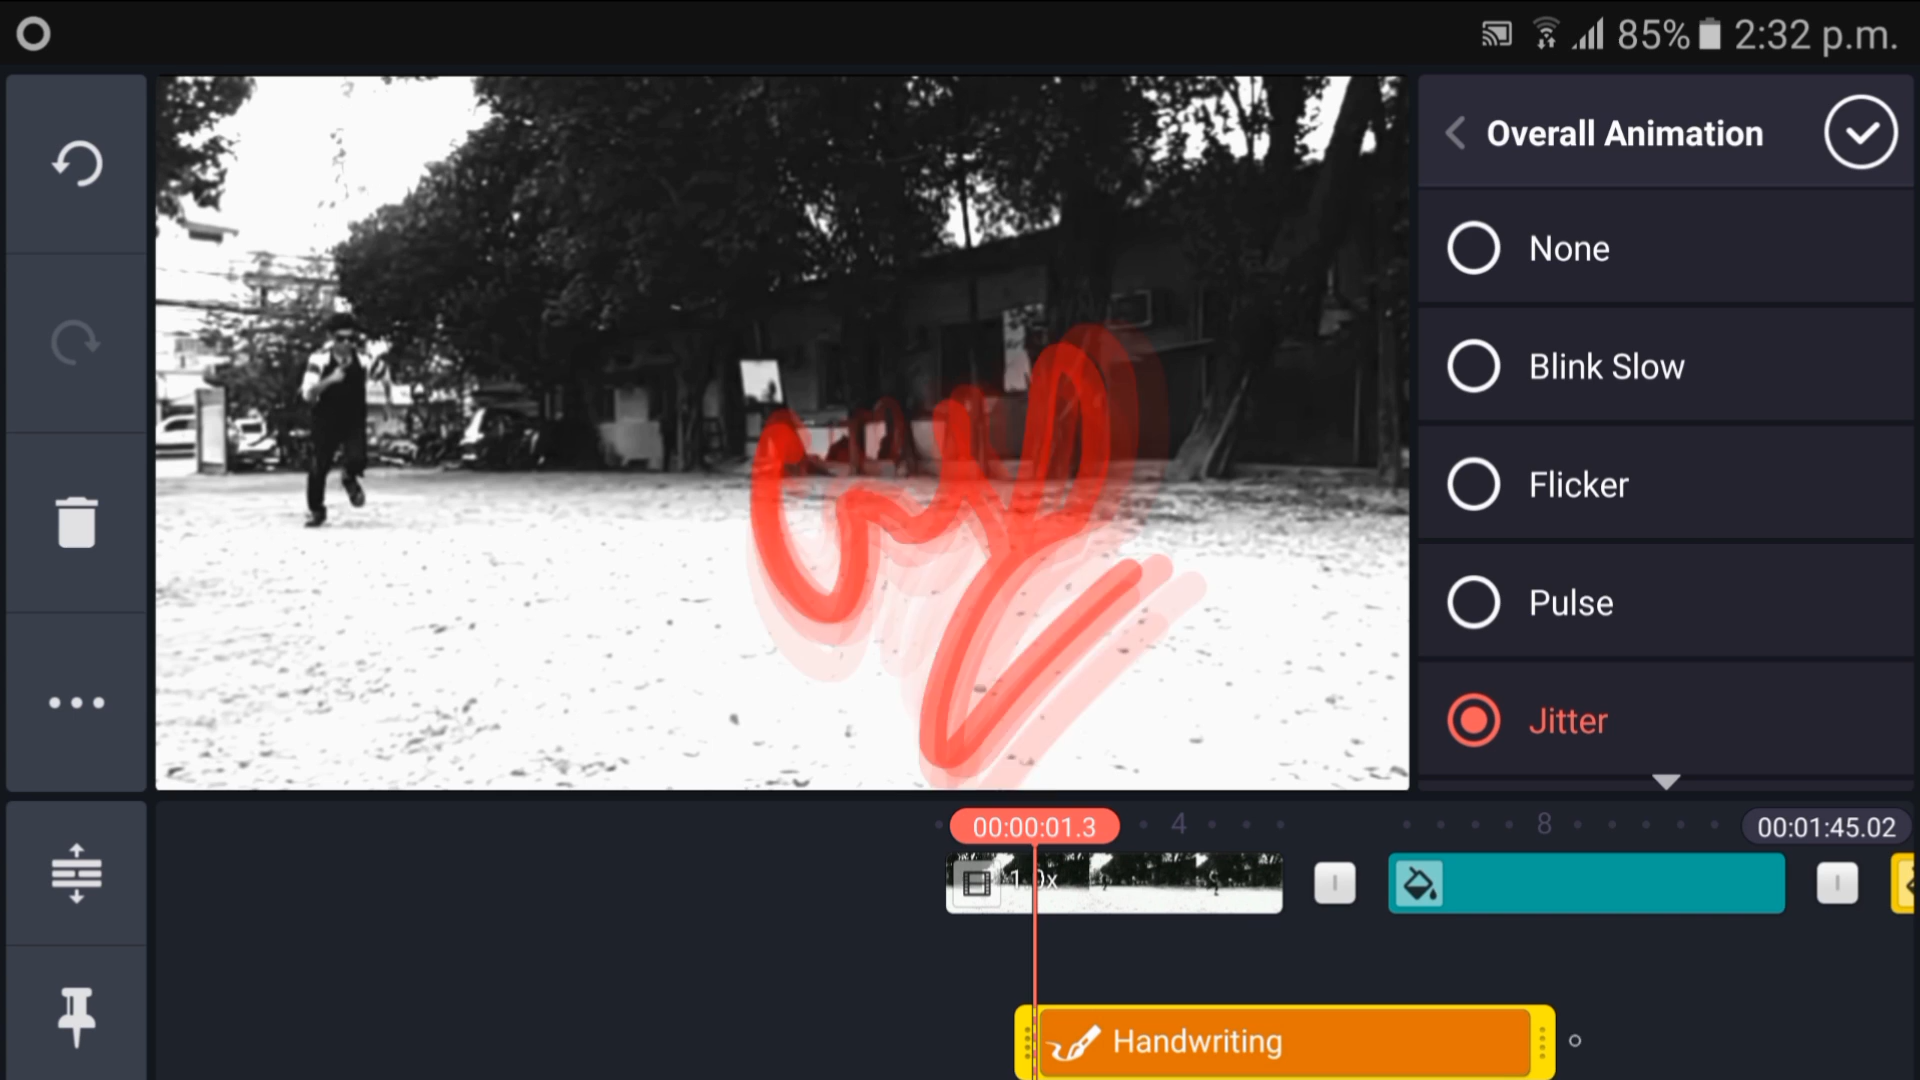 85% 2:32 p.m.
Overall Animation
None
Blink Slow
Flicker
Pulse
Jitter
00:00:01.3 4 8 00:01:45.02
1.0x
Handwriting